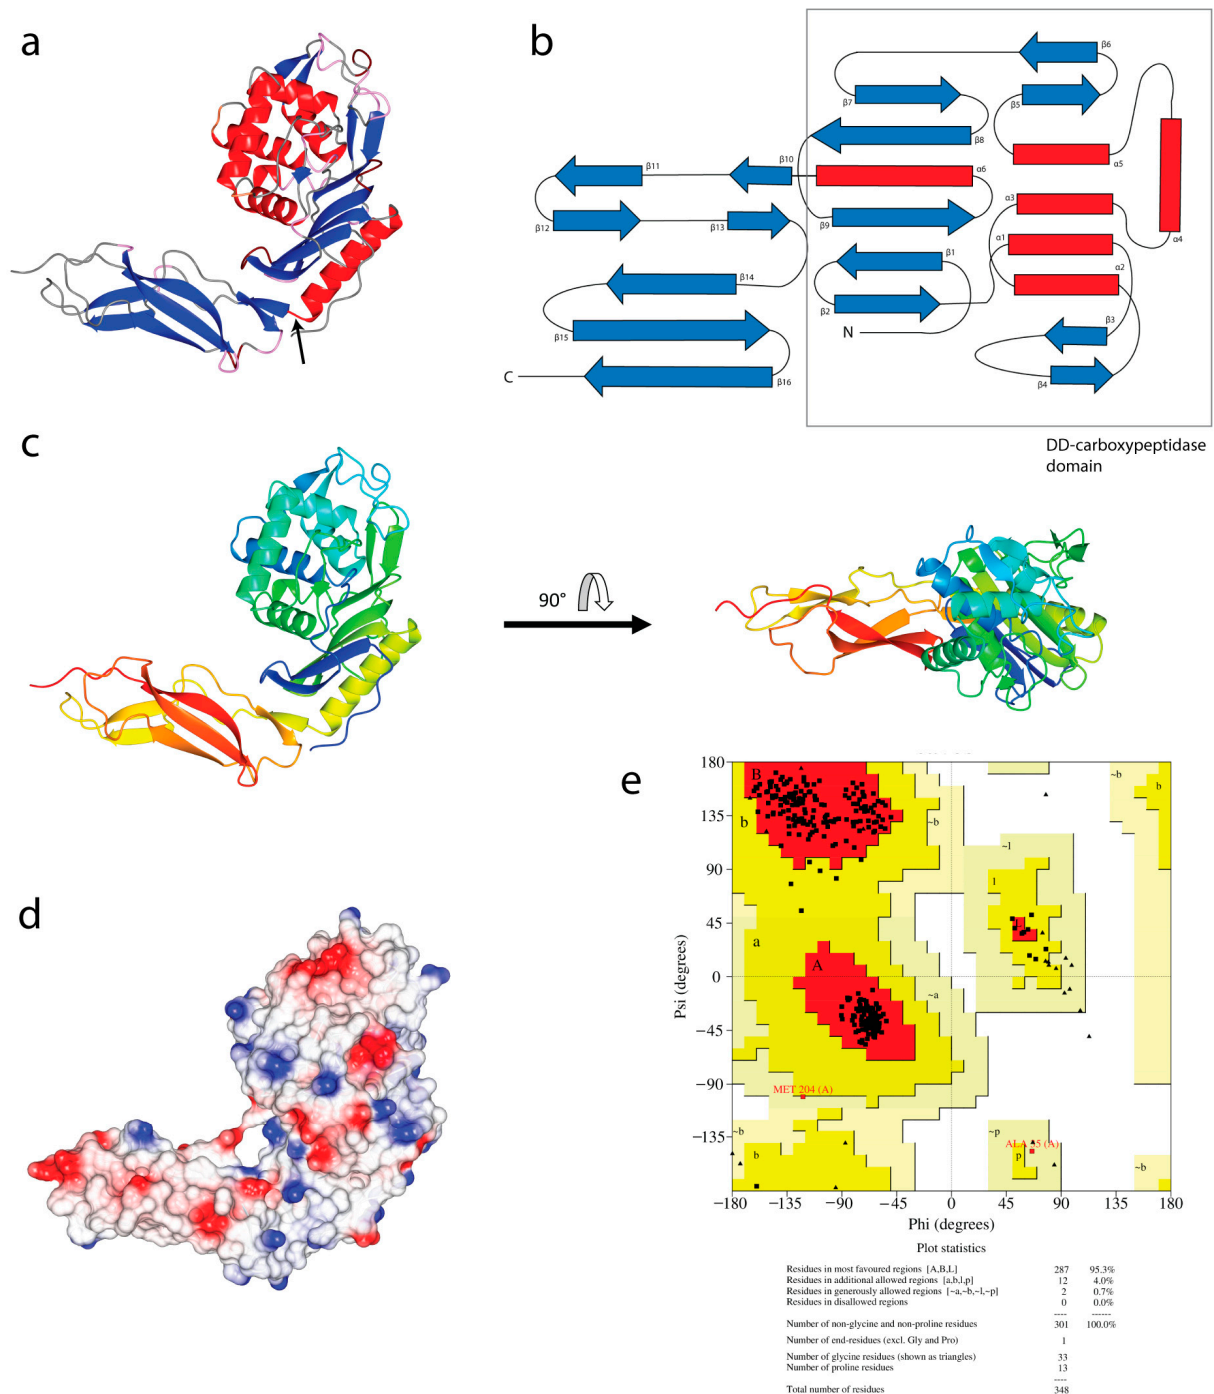 a
b
β6
β7
β5
β8
α5
β11
β10
α6
α3
α4
β12
β13
β9
α1
β1
α2
β14
β2
N
β3
β15
β4
C
β16
DD-carboxypeptidase
domain
c
90°
e
d
180
135
90
45
0
−45
−90
−135
−180
Psi (degrees)
B
b
~b
~b
b
~l
l
a
A
~a
MET 204 (A)
~b
b
~p
ALA 55 (A)
p
~b
−180 −135 −90 −45 0 45 90 135 180
Phi (degrees)
Plot statistics
Residues in most favoured regions [A,B,L] 287 95.3%
Residues in additional allowed regions [a,b,l,p] 12 4.0%
Residues in generously allowed regions [~a,~b,~l,~p] 2 0.7%
Residues in disallowed regions 0 0.0%
---- ------
Number of non-glycine and non-proline residues 301 100.0%
Number of end-residues (excl. Gly and Pro) 1
Number of glycine residues (shown as triangles) 33
Number of proline residues 13
----
Total number of residues 348